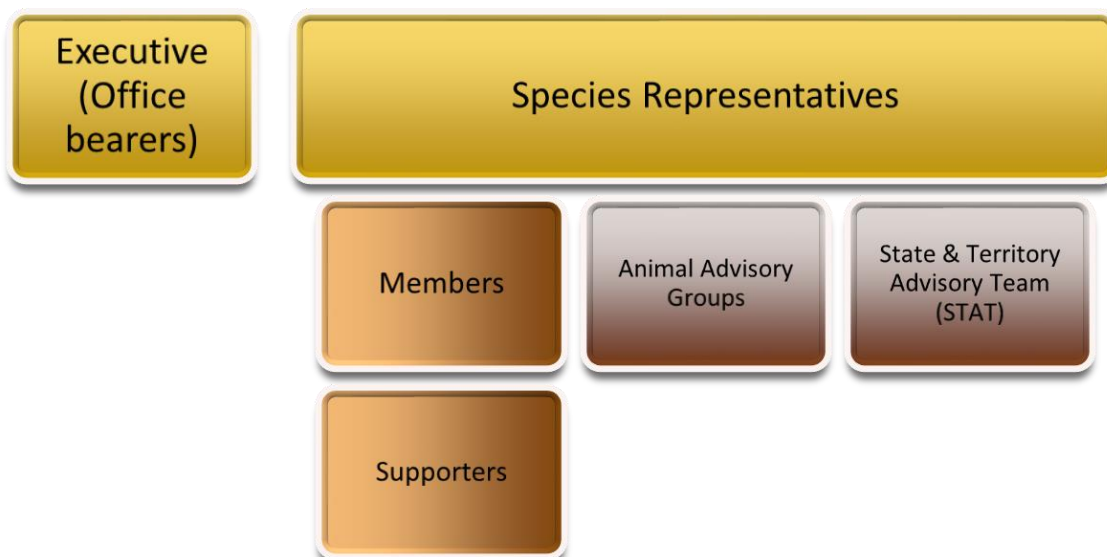 Executive
(Office
bearers)
Species Representatives
Members
Animal Advisory
Groups
State & Territory
Advisory Team
(STAT)
Supporters